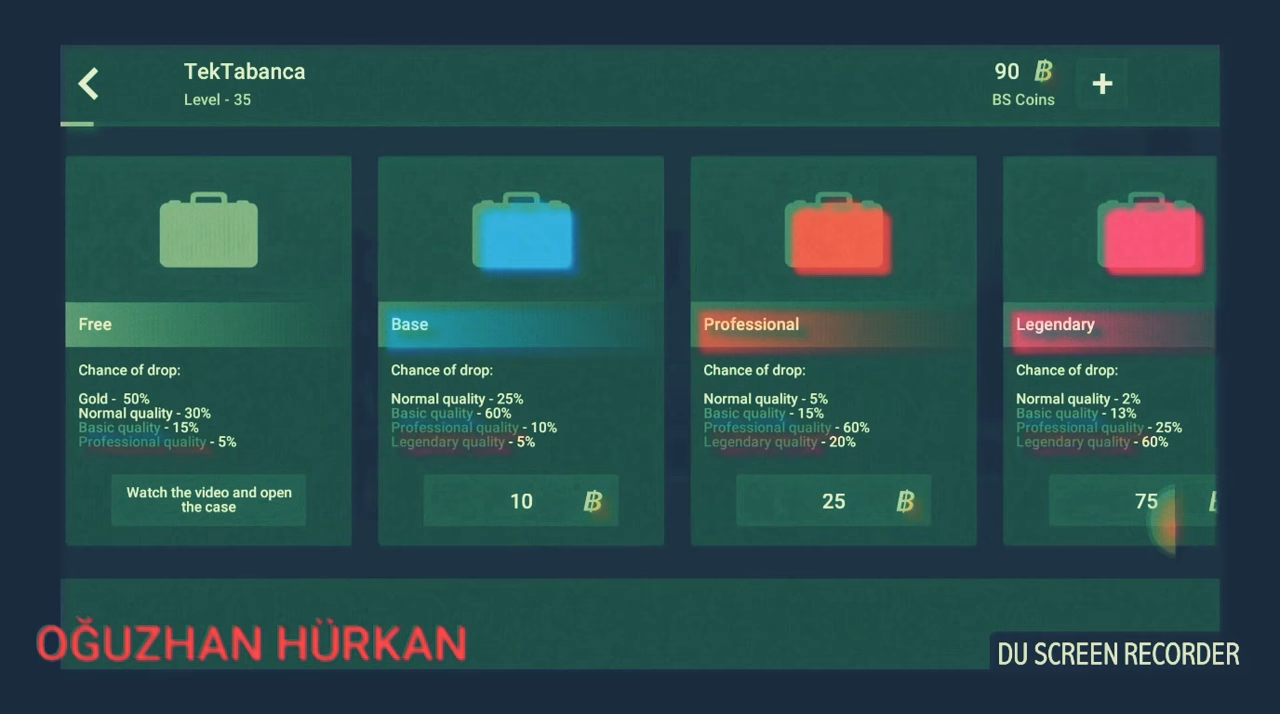 TekTabanca
Level - 35
90
BS Coins
+
Free
Chance of drop:
Gold - 50%
Normal quality - 30%
Basic quality - 15%
Professional quality - 5%
Watch the video and open
the case
Base
Chance of drop:
Normal quality - 25%
Basic quality - 60%
Professional quality - 10%
Legendary quality - 5%
10
Professional
Chance of drop:
Normal quality - 5%
Basic quality - 15%
Professional quality - 60%
Legendary quality - 20%
25
Legendary
Chance of drop:
Normal quality - 2%
Basic quality - 13%
Professional quality - 25%
Legendary quality - 60%
75
OĞUZHAN HÜRKAN
DU SCREEN RECORDER